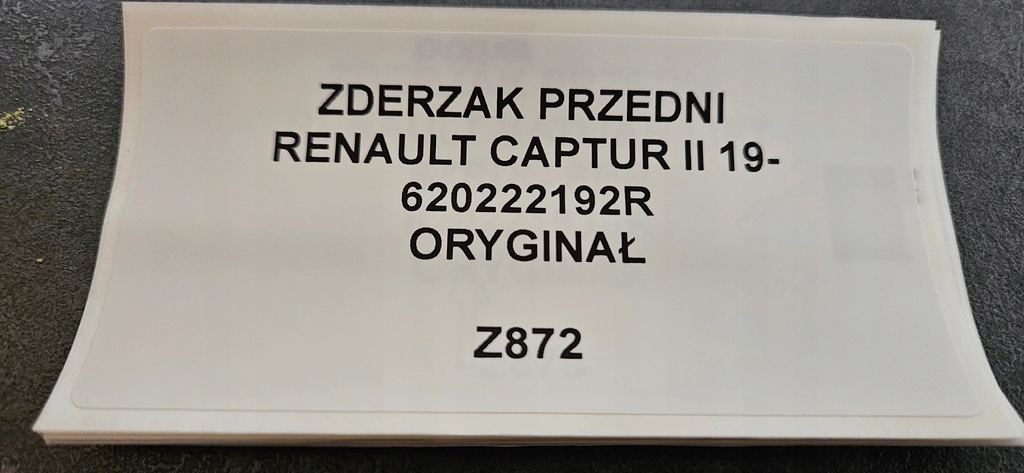 ZDERZAK PRZEDNI
RENAULT CAPTUR II 19-
620222192R
ORYGINAŁ
Z872